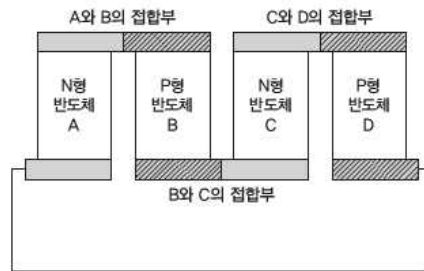 A와 B의 접합부
C와 D의 접합부
N형
반도체
A
P형
반도체
B
N형
반도체
C
P형
반도체
D
B와 C의 접합부